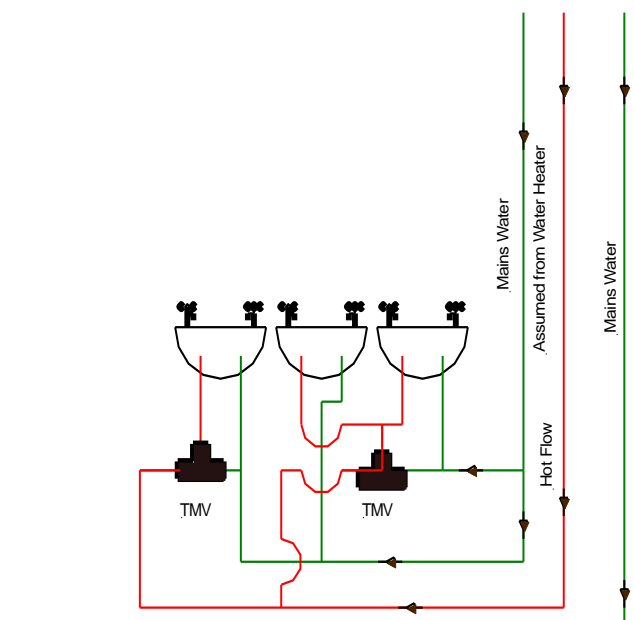 Mains Water
Assumed from Water Heater
Mains Water
Hot Flow
TMV
TMV